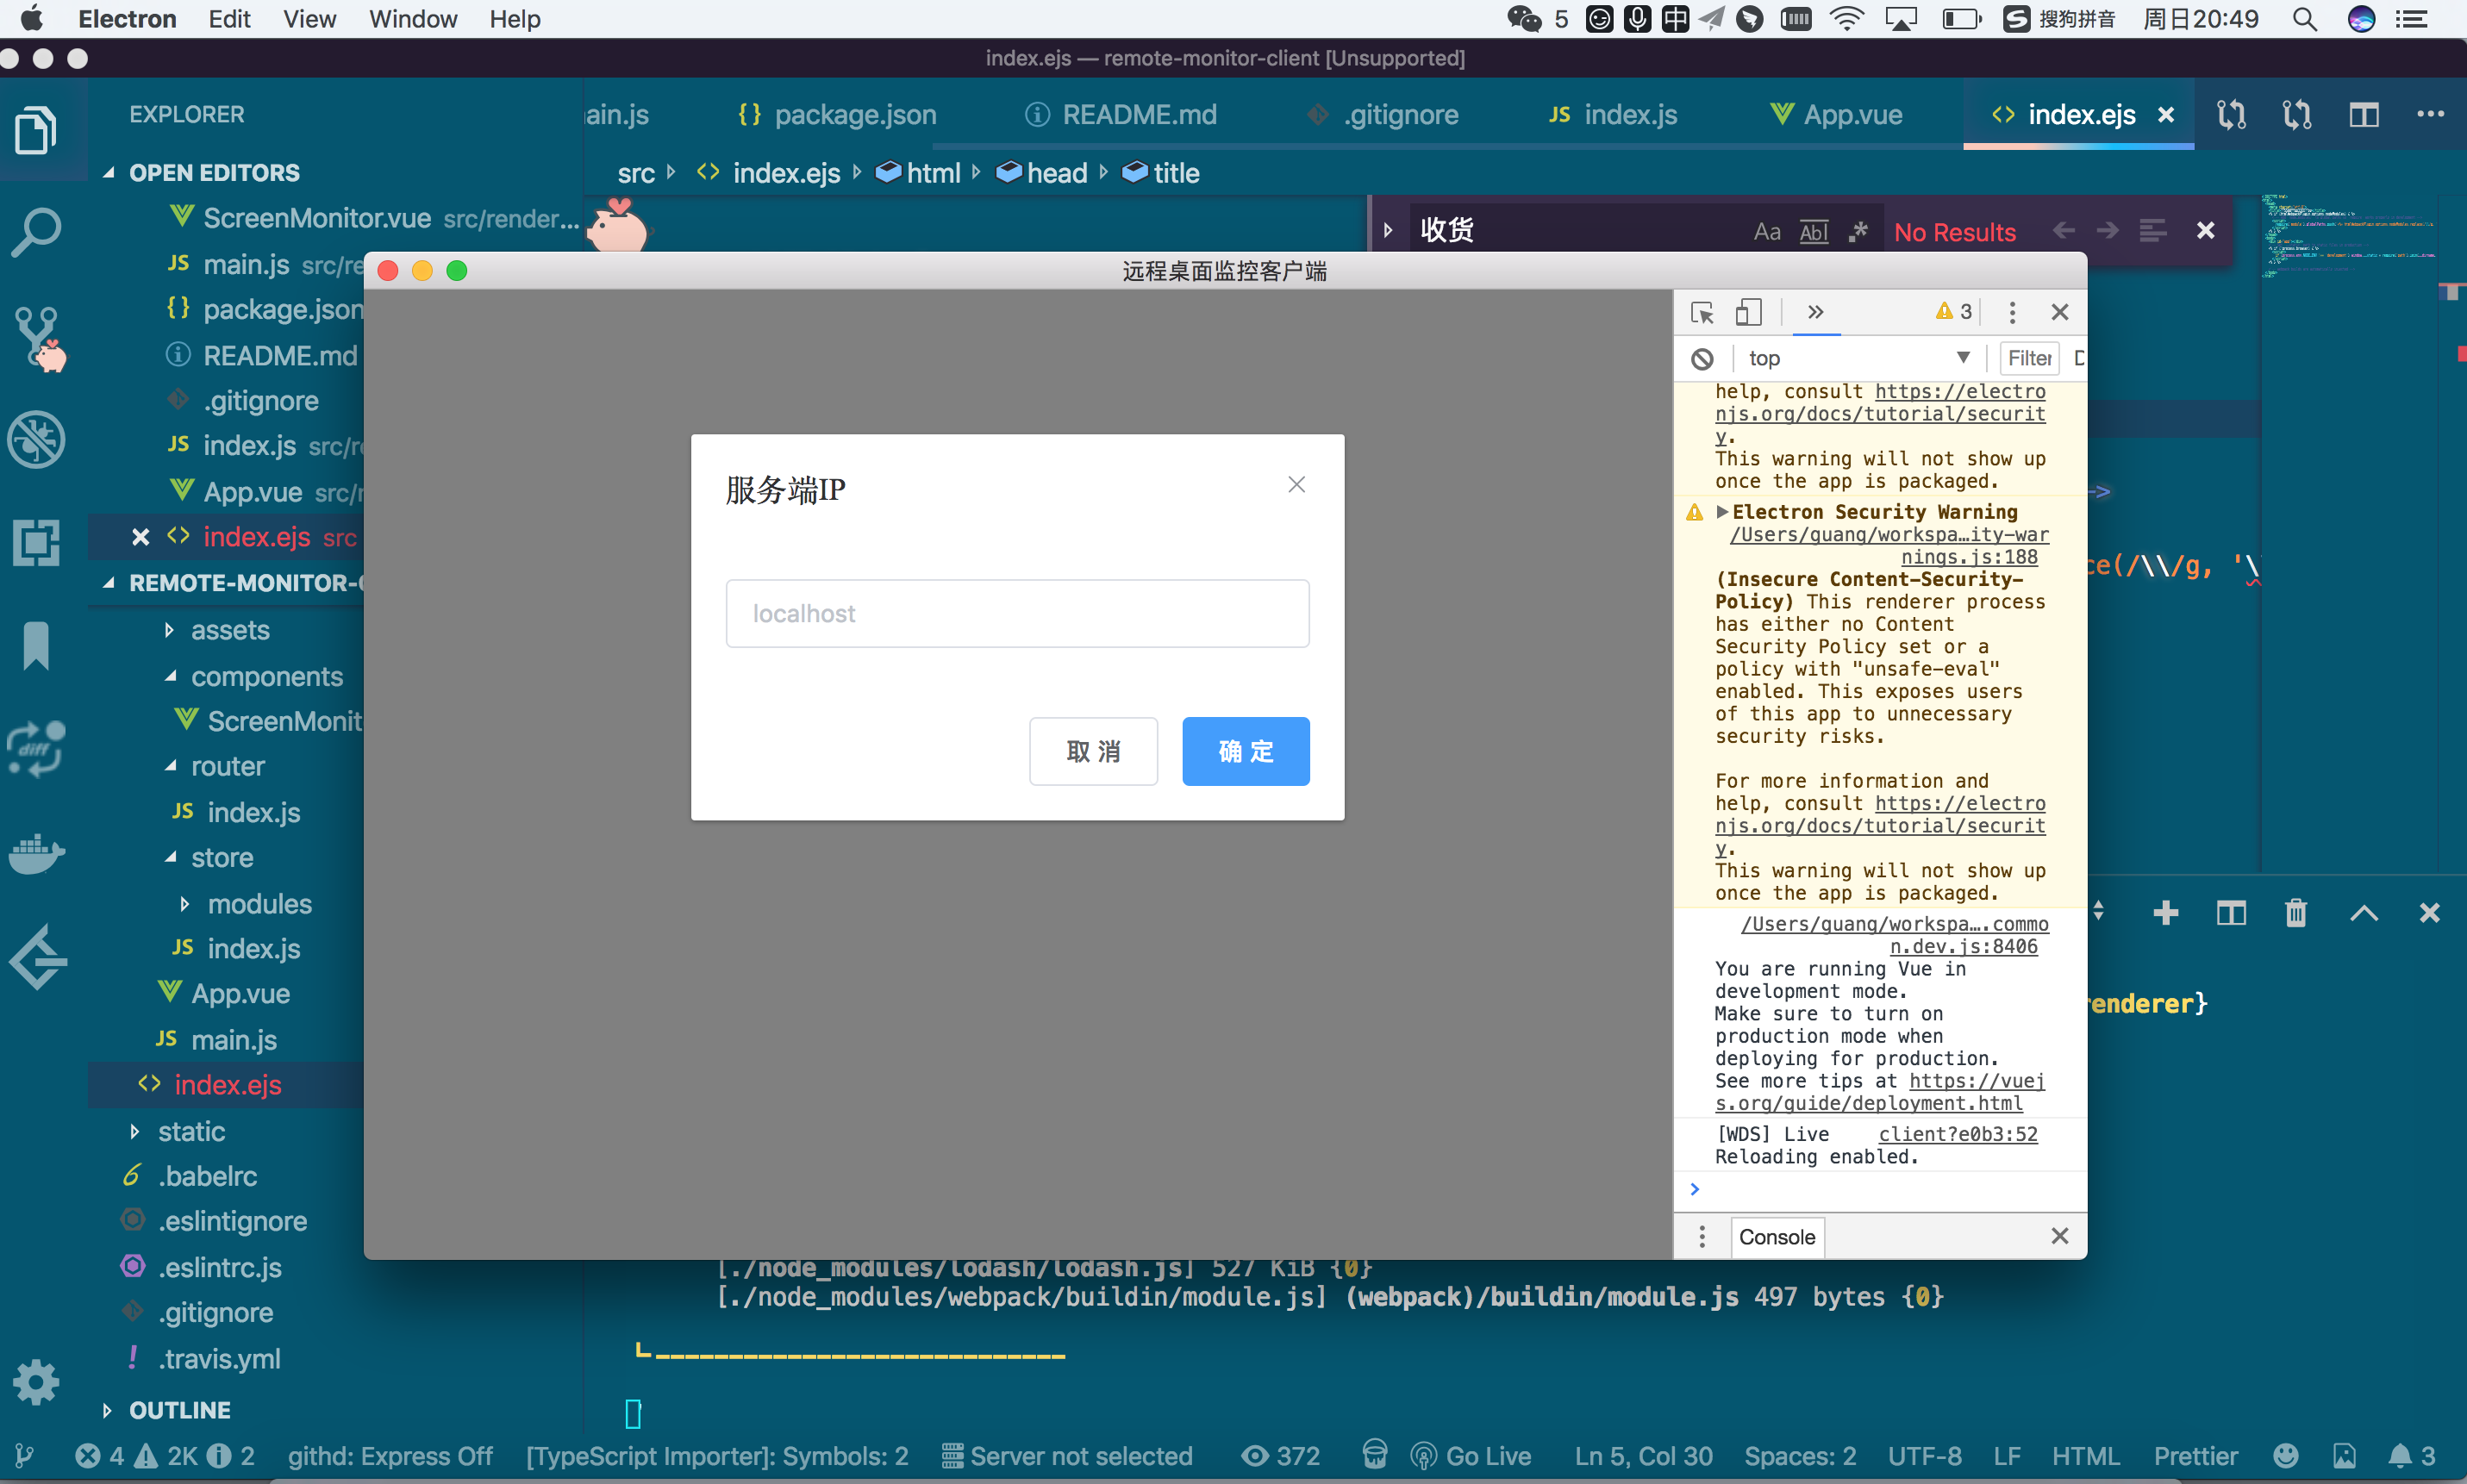 Electron Edit View Window Help 5 中 S 搜狗拼音 周日20:49
index.ejs — remote-monitor-client [Unsupported]
EXPLORER
OPEN EDITORS
ScreenMonitor.vue src/render...
JS main.js src/re
{} package.json
README.md
.gitignore
JS index.js src/re
App.vue src/r
<> index.ejs src
REMOTE-MONITOR-C
assets
components
ScreenMonit
router
JS index.js
store
modules
JS index.js
App.vue
JS main.js
<> index.ejs
static
.babelrc
.eslintignore
.eslintrc.js
.gitignore
! .travis.yml
OUTLINE
ain.js {} package.json README.md .gitignore JS index.js App.vue <> index.ejs
src <> index.ejs html head title
收货 Aa Abl .* No Results
-->
ce(/\\/g, '\
远程桌面监控客户端
服务端IP
localhost
取 消 确 定
3
top Filter
help, consult https://electro
njs.org/docs/tutorial/securit
y.
This warning will not show up
once the app is packaged.
Electron Security Warning
/Users/guang/workspa…ity-war
nings.js:188
(Insecure Content-Security-
Policy) This renderer process
has either no Content
Security Policy set or a
policy with "unsafe-eval"
enabled. This exposes users
of this app to unnecessary
security risks.
For more information and
help, consult https://electro
njs.org/docs/tutorial/securit
y.
This warning will not show up
once the app is packaged.
/Users/guang/workspa….commo
n.dev.js:8406
You are running Vue in
development mode.
Make sure to turn on
production mode when
deploying for production.
See more tips at https://vuej
s.org/guide/deployment.html
[WDS] Live client?e0b3:52
Reloading enabled.
>
Console
renderer}
[./node_modules/lodash/lodash.js] 527 KiB {0}
[./node_modules/webpack/buildin/module.js] (webpack)/buildin/module.js 497 bytes {0}
diff
4 2K 2 githd: Express Off [TypeScript Importer]: Symbols: 2 Server not selected 372 Go Live Ln 5, Col 30 Spaces: 2 UTF-8 LF HTML Prettier 3